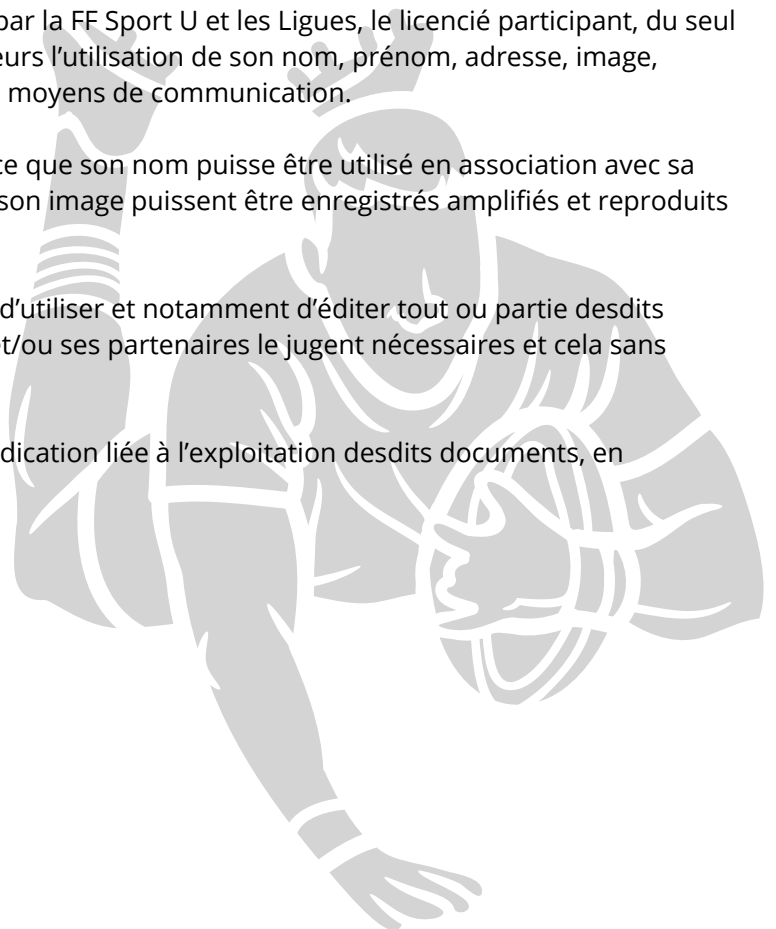 par la FF Sport U et les Ligues, le licencié participant, du seul
eurs l’utilisation de son nom, prénom, adresse, image,
moyens de communication.
ce que son nom puisse être utilisé en association avec sa
son image puissent être enregistrés amplifiés et reproduits
d’utiliser et notamment d’éditer tout ou partie desdits
et/ou ses partenaires le jugent nécessaires et cela sans
dication liée à l’exploitation desdits documents, en